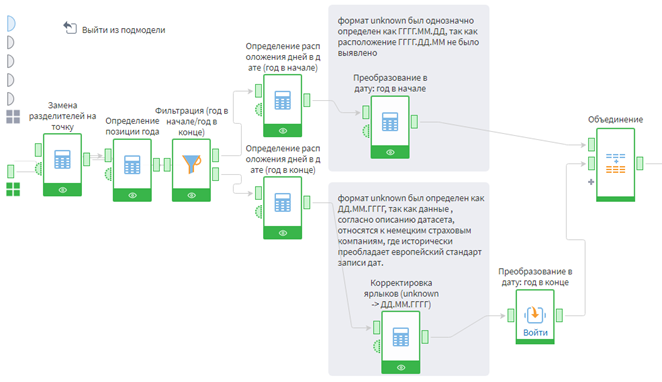 Выйти из подмодели
формат unknown был однозначно
определен как ГГГГ.ММ.ДД, так как
расположение ГГГГ.ДД.ММ не было
выявлено
Определение расп
оложения дней в д
ате (год в начале)
Преобразование в
дату: год в начале
Замена
разделителей на
точку
Определение
позиции года
Фильтрация (год в
начале/год в
конце)
Объединение
Определение расп
оложения дней в д
ате (год в конце)
формат unknown был определен как
ДД.ММ.ГГГГ, так как данные ,
согласно описанию датасета,
относятся к немецким страховым
компаниям, где исторически
преобладает европейский стандарт
записи дат.
Корректировка
ярлыков (unknown
-> ДД.ММ.ГГГГ)
Преобразование в
дату: год в конце
Войти